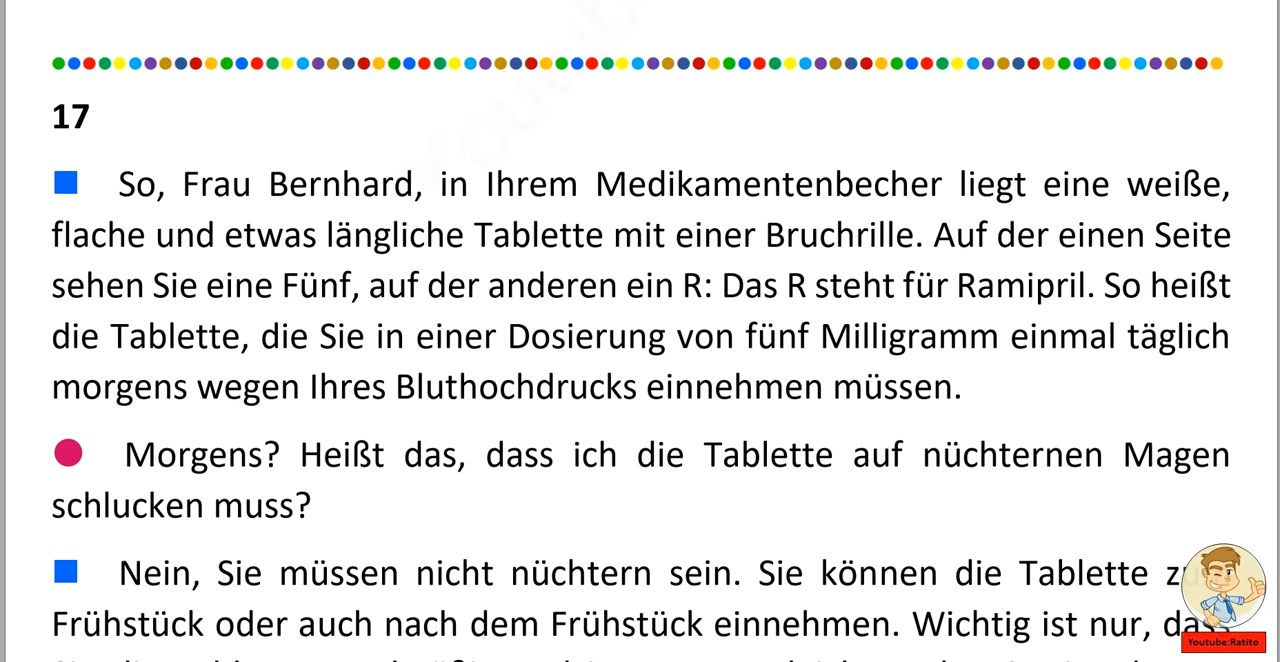 17
So, Frau Bernhard, in Ihrem Medikamentenbecher liegt eine weiße,
flache und etwas längliche Tablette mit einer Bruchrille. Auf der einen Seite
sehen Sie eine Fünf, auf der anderen ein R: Das R steht für Ramipril. So heißt
die Tablette, die Sie in einer Dosierung von fünf Milligramm einmal täglich
morgens wegen Ihres Bluthochdrucks einnehmen müssen.
Morgens? Heißt das, dass ich die Tablette auf nüchternen Magen
schlucken muss?
Nein, Sie müssen nicht nüchtern sein. Sie können die Tablette
Frühstück oder auch nach dem Frühstück einnehmen. Wichtig ist nur, dass
Youtube:Ratito